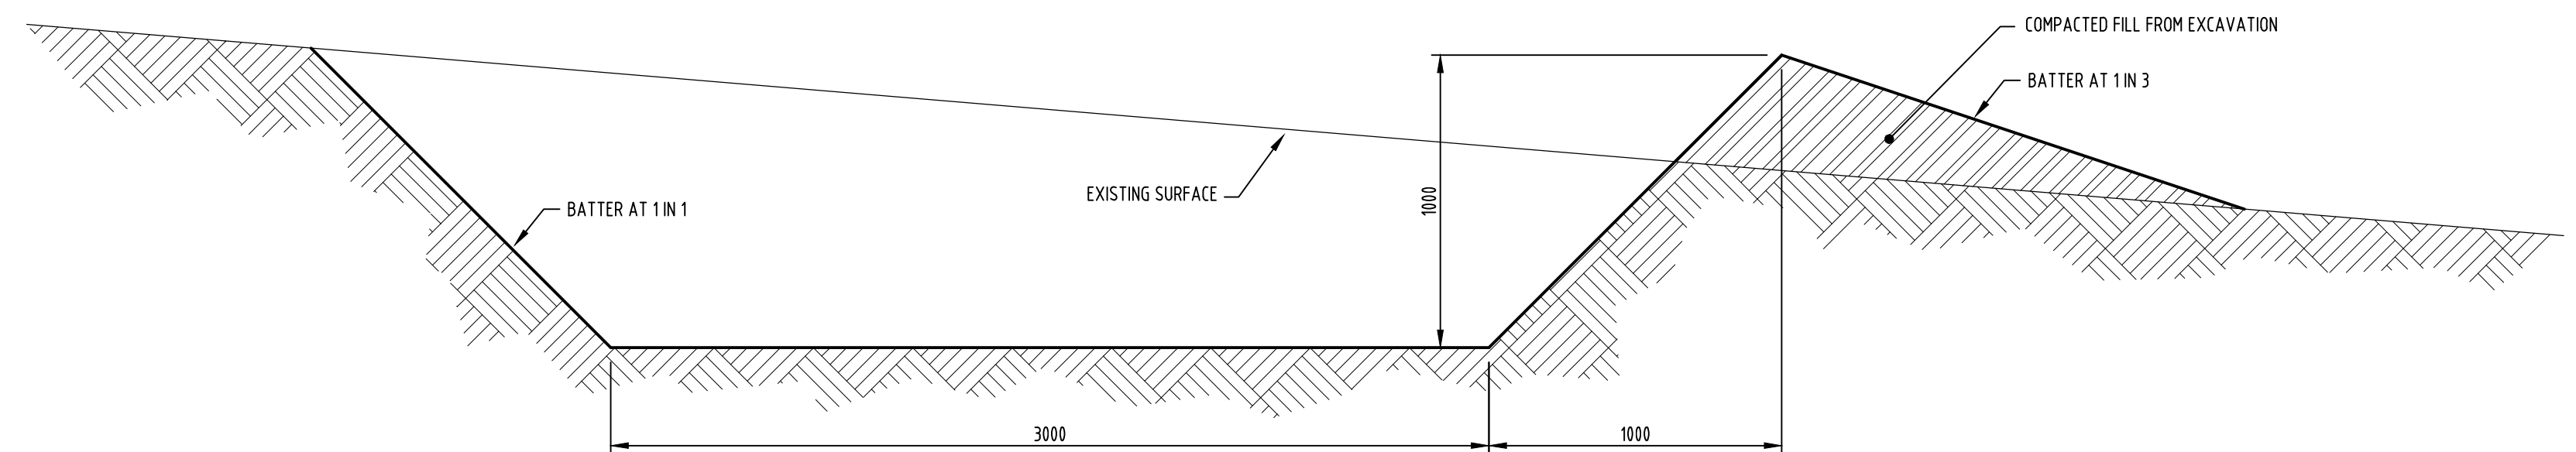 COMPACTED FILL FROM EXCAVATION
BATTER AT 1 IN 3
EXISTING SURFACE
1000
BATTER AT 1 IN 1
3000
1000